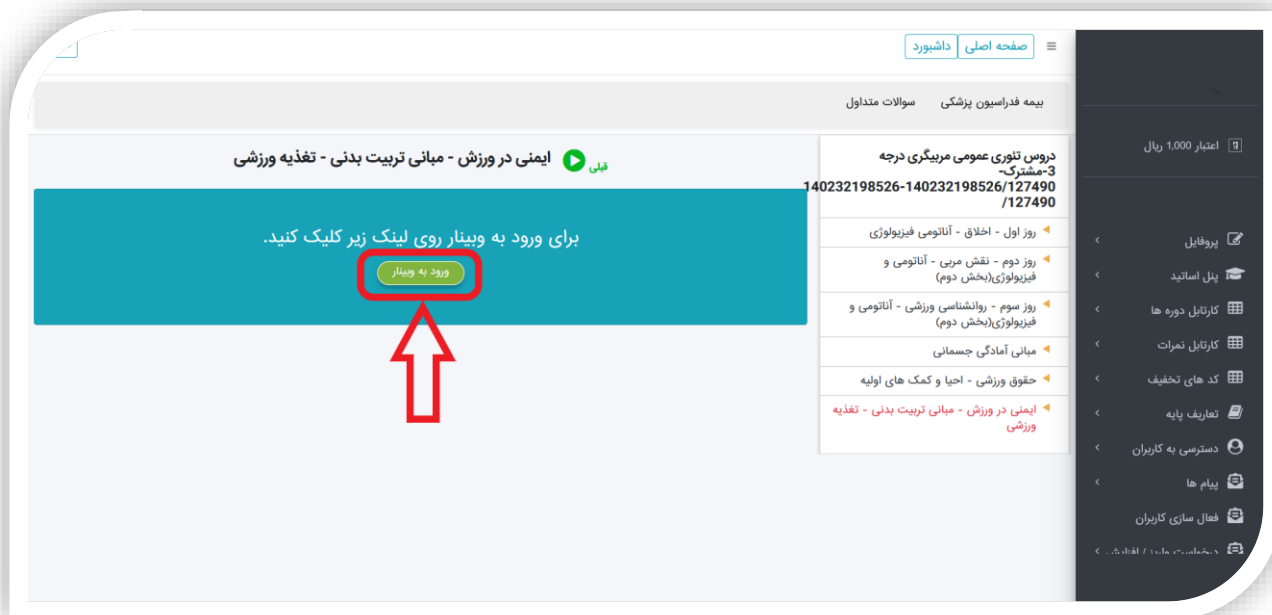 صفحه اصلی
داشبورد
بیمه فدراسیون پزشکی
سوالات متداول
اعتبار 1,000 ریال
پروفایل
پنل اساتید
کارتابل دوره ها
کارتابل نمرات
کد های تخفیف
تعاریف پایه
دسترسی به کاربران
پیام ها
فعال سازی کاربران
دروس تئوری عمومی مربیگری درجه
3-مشترک-
140232198526-140232198526/127490
/127490
روز اول - اخلاق - آناتومی فیزیولوژی
روز دوم - نقش مربی - آناتومی و
فیزیولوژی(بخش دوم)
روز سوم - روانشناسی ورزشی - آناتومی و
فیزیولوژی(بخش دوم)
مبانی آمادگی جسمانی
حقوق ورزشی - احیا و کمک های اولیه
ایمنی در ورزش - مبانی تربیت بدنی - تغذیه
ورزشی
قبلی
ایمنی در ورزش - مبانی تربیت بدنی - تغذیه ورزشی
برای ورود به وبینار روی لینک زیر کلیک کنید.
ورود به وبینار